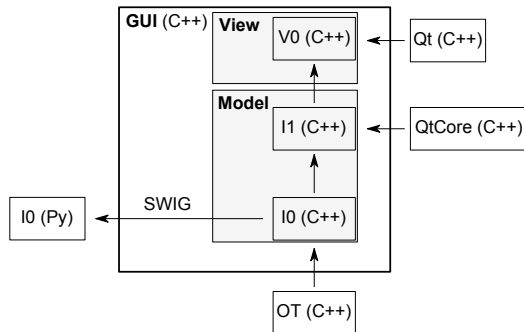 GUI (C++)
View
V0 (C++)
Qt (C++)
Model
I1 (C++)
QtCore (C++)
SWIG
I0 (Py)
I0 (C++)
OT (C++)